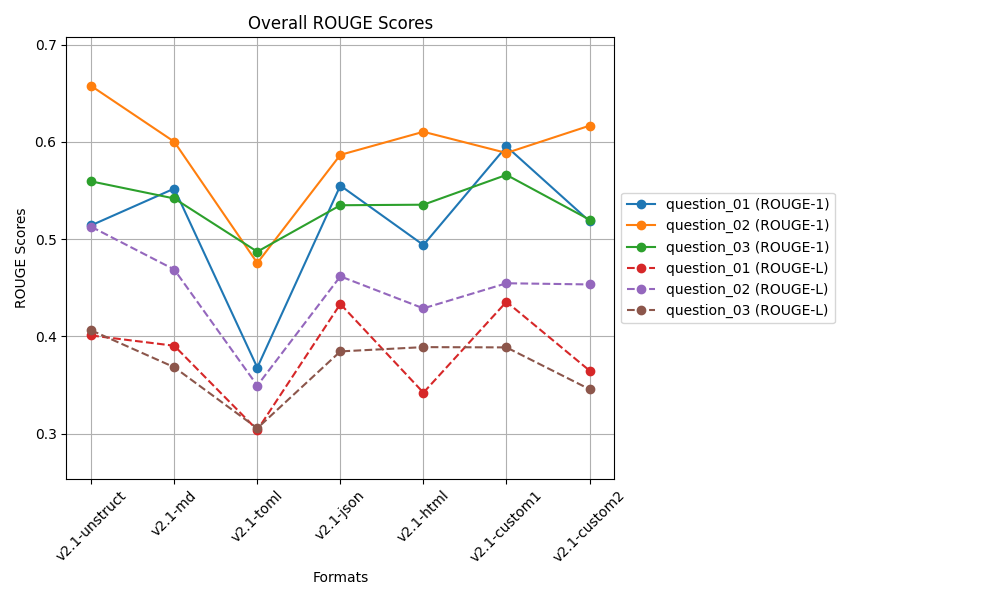 Overall ROUGE Scores
ROUGE Scores
0.7
0.6
0.5
0.4
0.3
v2.1-unstruct
v2.1-md
v2.1-toml
v2.1-json
v2.1-html
v2.1-custom1
v2.1-custom2
Formats
question_01 (ROUGE-1)
question_02 (ROUGE-1)
question_03 (ROUGE-1)
question_01 (ROUGE-L)
question_02 (ROUGE-L)
question_03 (ROUGE-L)